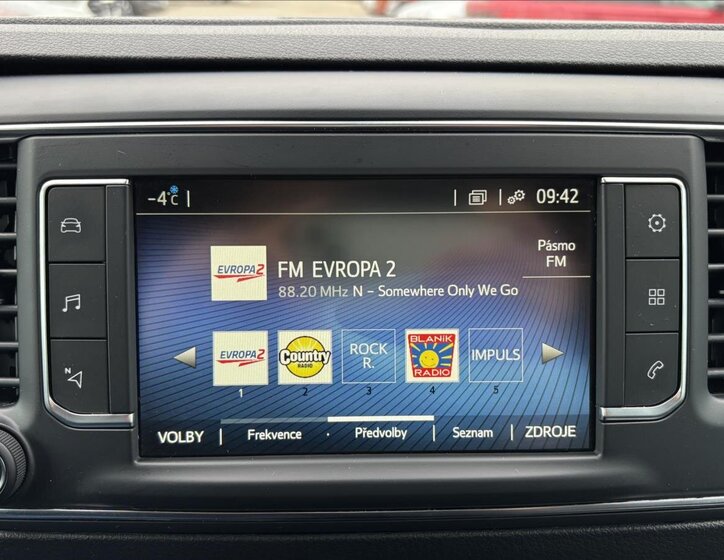 -4°C
09:42
Pásmo
FM
EVROPA 2
FM EVROPA 2
88.20 MHz N - Somewhere Only We Go
EVROPA 2
Country
RADIO
ROCK
R.
BLANÍK
RADIO
IMPULS
1
2
3
4
5
VOLBY
Frekvence
Předvolby
Seznam
ZDROJE
N